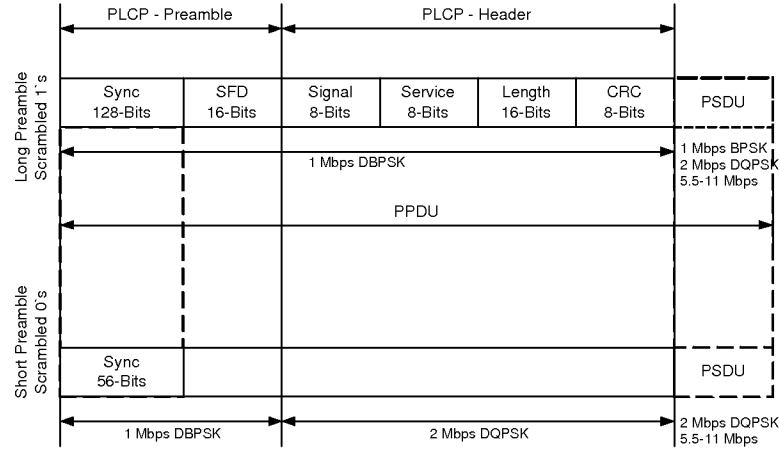 PLCP - Preamble
PLCP - Header
Long Preamble
Scrambled 1`s
Sync
128-Bits
SFD
16-Bits
Signal
8-Bits
Service
8-Bits
Length
16-Bits
CRC
8-Bits
PSDU
1 Mbps DBPSK
1 Mbps BPSK
2 Mbps DQPSK
5.5-11 Mbps
PPDU
Short Preamble
Scrambled 0`s
Sync
56-Bits
PSDU
1 Mbps DBPSK
2 Mbps DQPSK
2 Mbps DQPSK
5.5-11 Mbps